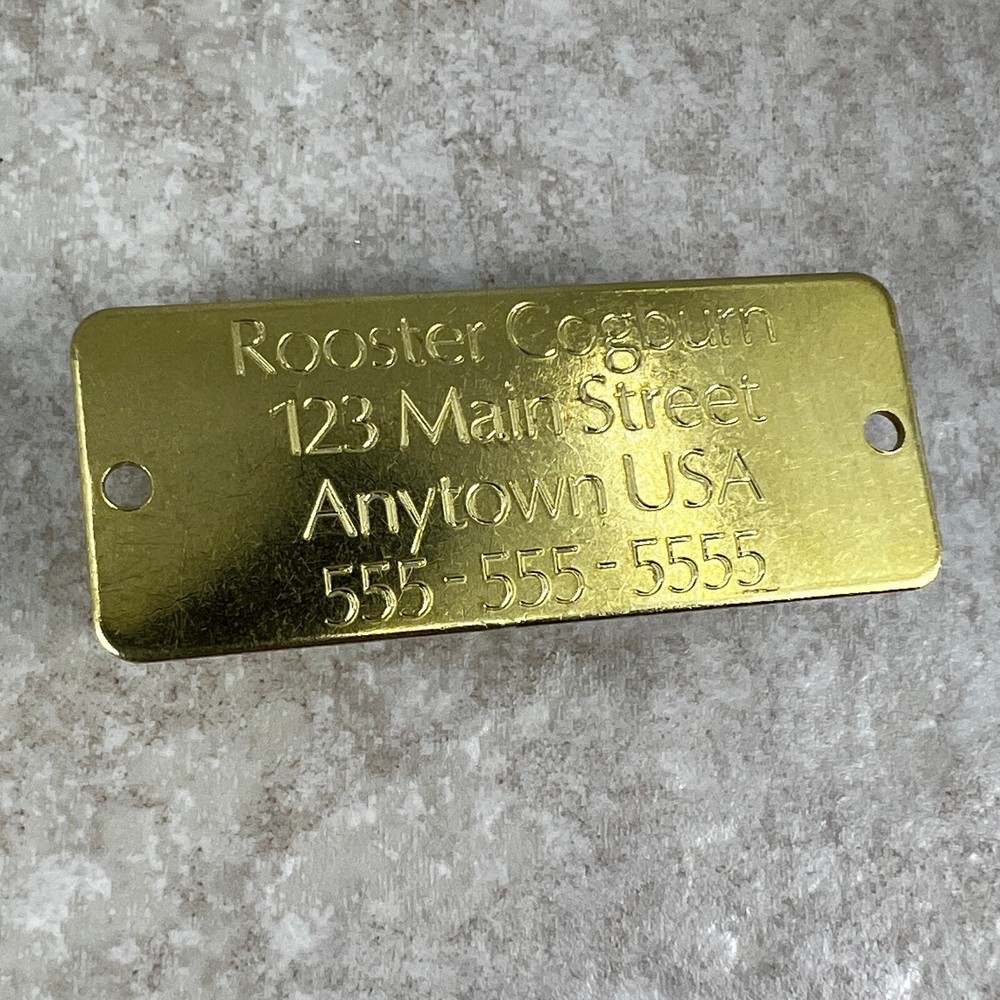 Rooster Cogburn
123 Main Street
Anytown USA
555-555-5555